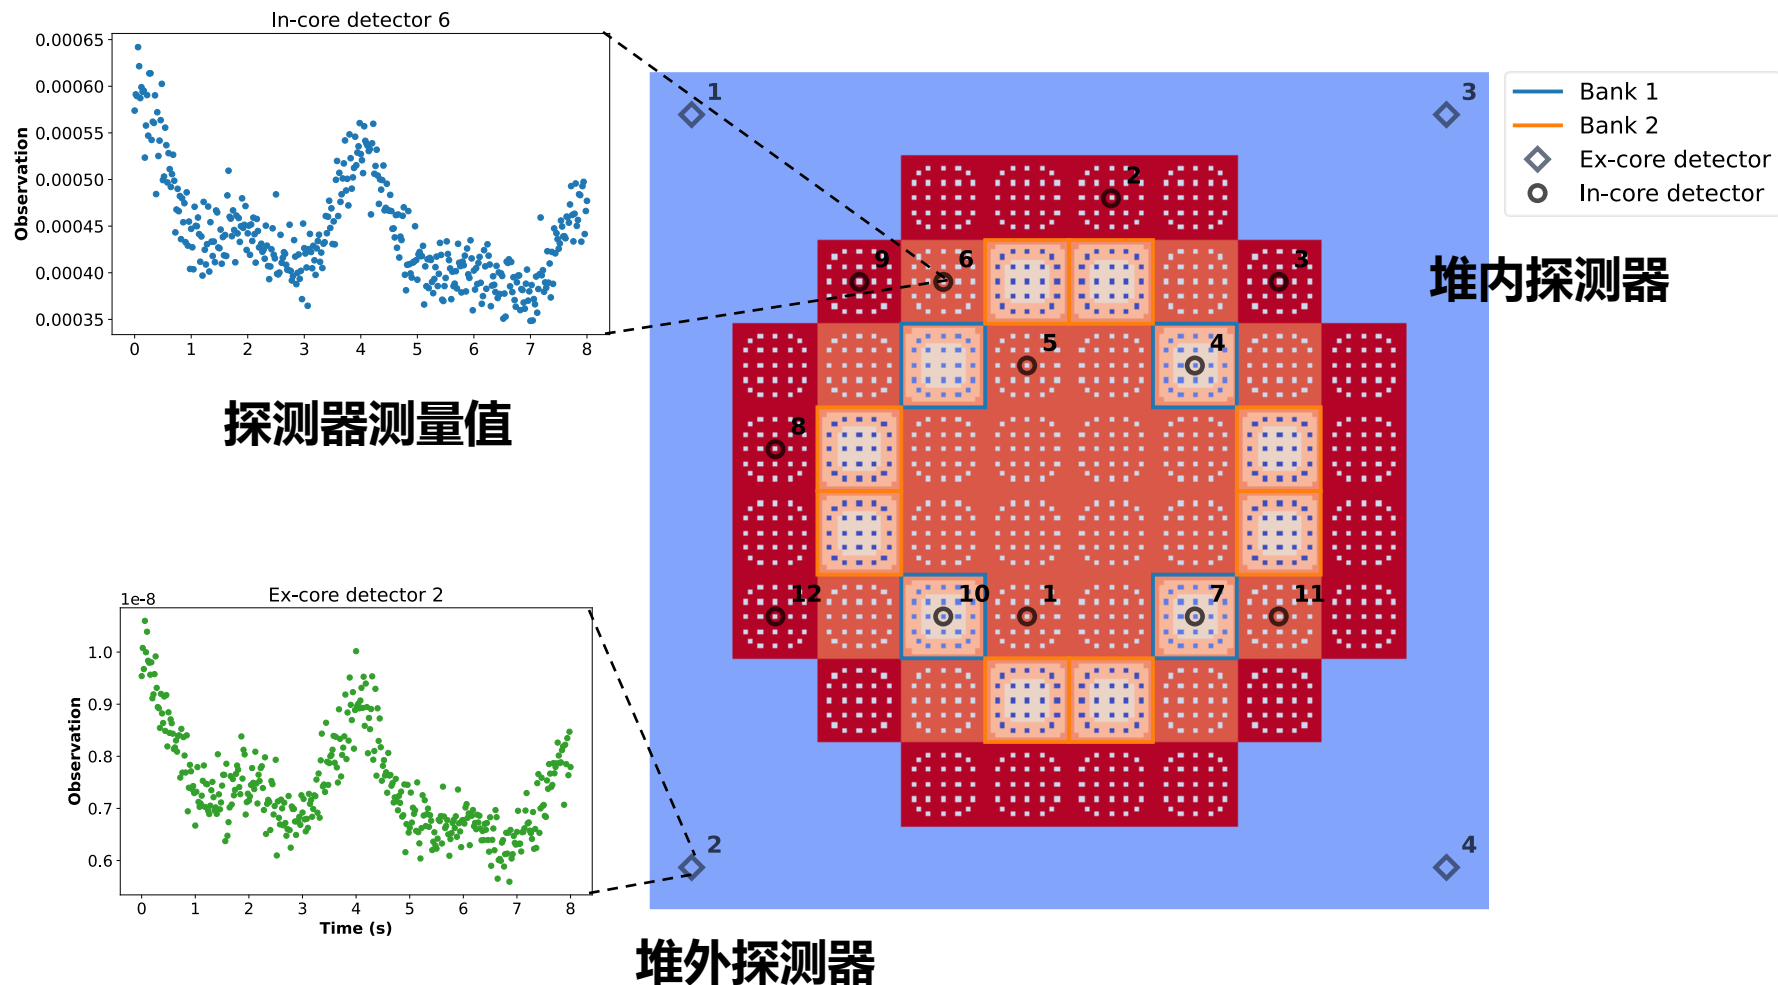 In-core detector 6
0.00065
0.00060
0.00055
0.00050
0.00045
0.00040
0.00035
Observation
0 1 2 3 4 5 6 7 8
探测器测量值
1e-8
Ex-core detector 2
1.0
0.9
0.8
0.7
0.6
Observation
0 1 2 3 4 5 6 7 8
Time (s)
1 3
2
9 6 3
5 4
8
12 10 1 7 11
2 4
Bank 1
Bank 2
Ex-core detector
In-core detector
堆内探测器
堆外探测器